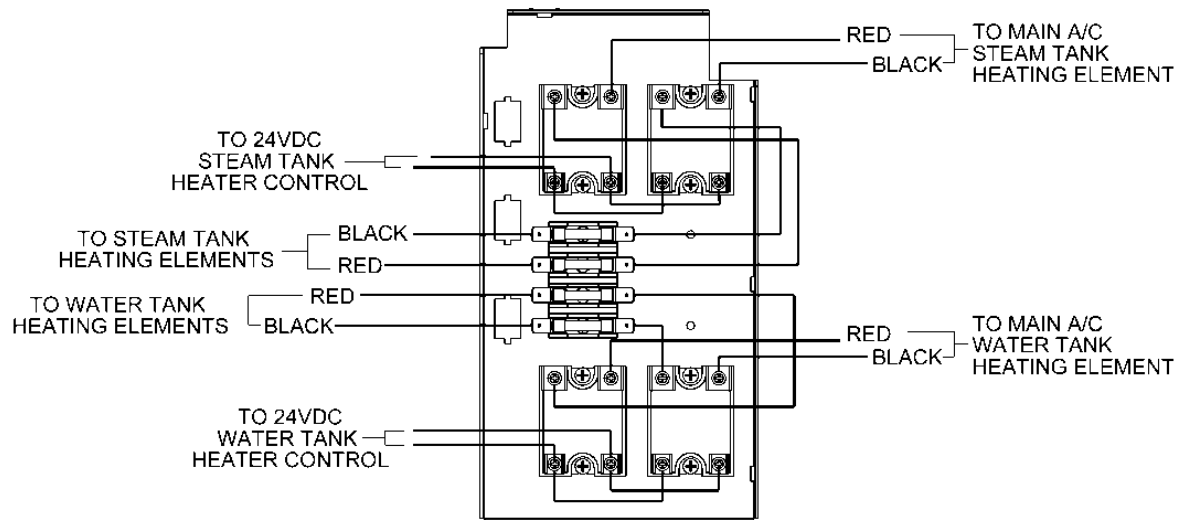 RED
BLACK
TO MAIN A/C
STEAM TANK
HEATING ELEMENT
TO 24VDC
STEAM TANK
HEATER CONTROL
TO STEAM TANK
HEATING ELEMENTS
BLACK
RED
TO WATER TANK
HEATING ELEMENTS
RED
BLACK
RED
BLACK
TO MAIN A/C
WATER TANK
HEATING ELEMENT
TO 24VDC
WATER TANK
HEATER CONTROL